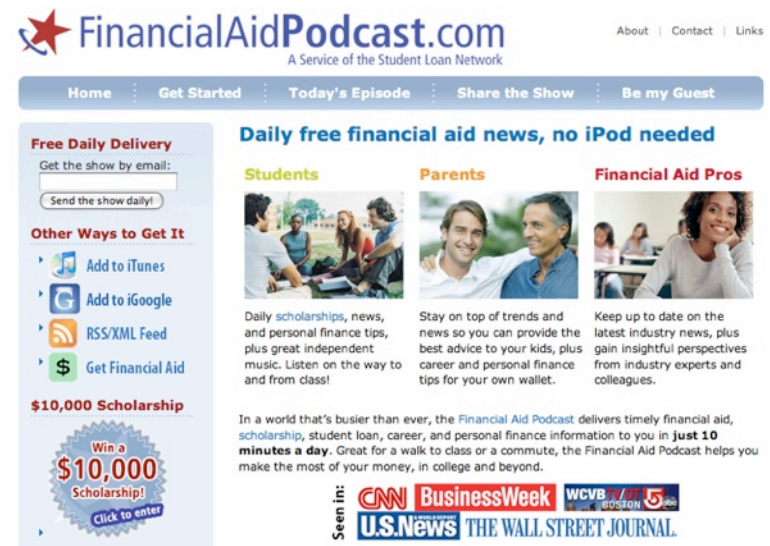 FinancialAidPodcast.com
A Service of the Student Loan Network
About | Contact | Links
Home
Get Started
Today's Episode
Share the Show
Be my Guest
Free Daily Delivery
Get the show by email:
Send the show daily!
Other Ways to Get It
Add to iTunes
Add to iGoogle
RSS/XML Feed
$ Get Financial Aid
$10,000 Scholarship
Win a
$10,000
Scholarship!
Click to enter
Daily free financial aid news, no iPod needed
Students
Daily scholarships, news,
and personal finance tips,
plus great independent
music. Listen on the way to
and from class!
Parents
Stay on top of trends and
news so you can provide the
best advice to your kids, plus
career and personal finance
tips for your own wallet.
Financial Aid Pros
Keep up to date on the
latest industry news, plus
gain insightful perspectives
from industry experts and
colleagues.
In a world that's busier than ever, the Financial Aid Podcast delivers timely financial aid,
scholarship, student loan, career, and personal finance information to you in just 10
minutes a day. Great for a walk to class or a commute, the Financial Aid Podcast helps you
make the most of your money, in college and beyond.
Seen in:
CNN BusinessWeek WCVB TV/DT BOSTON 5 abc
U.S.News & WORLD REPORT THE WALL STREET JOURNAL.